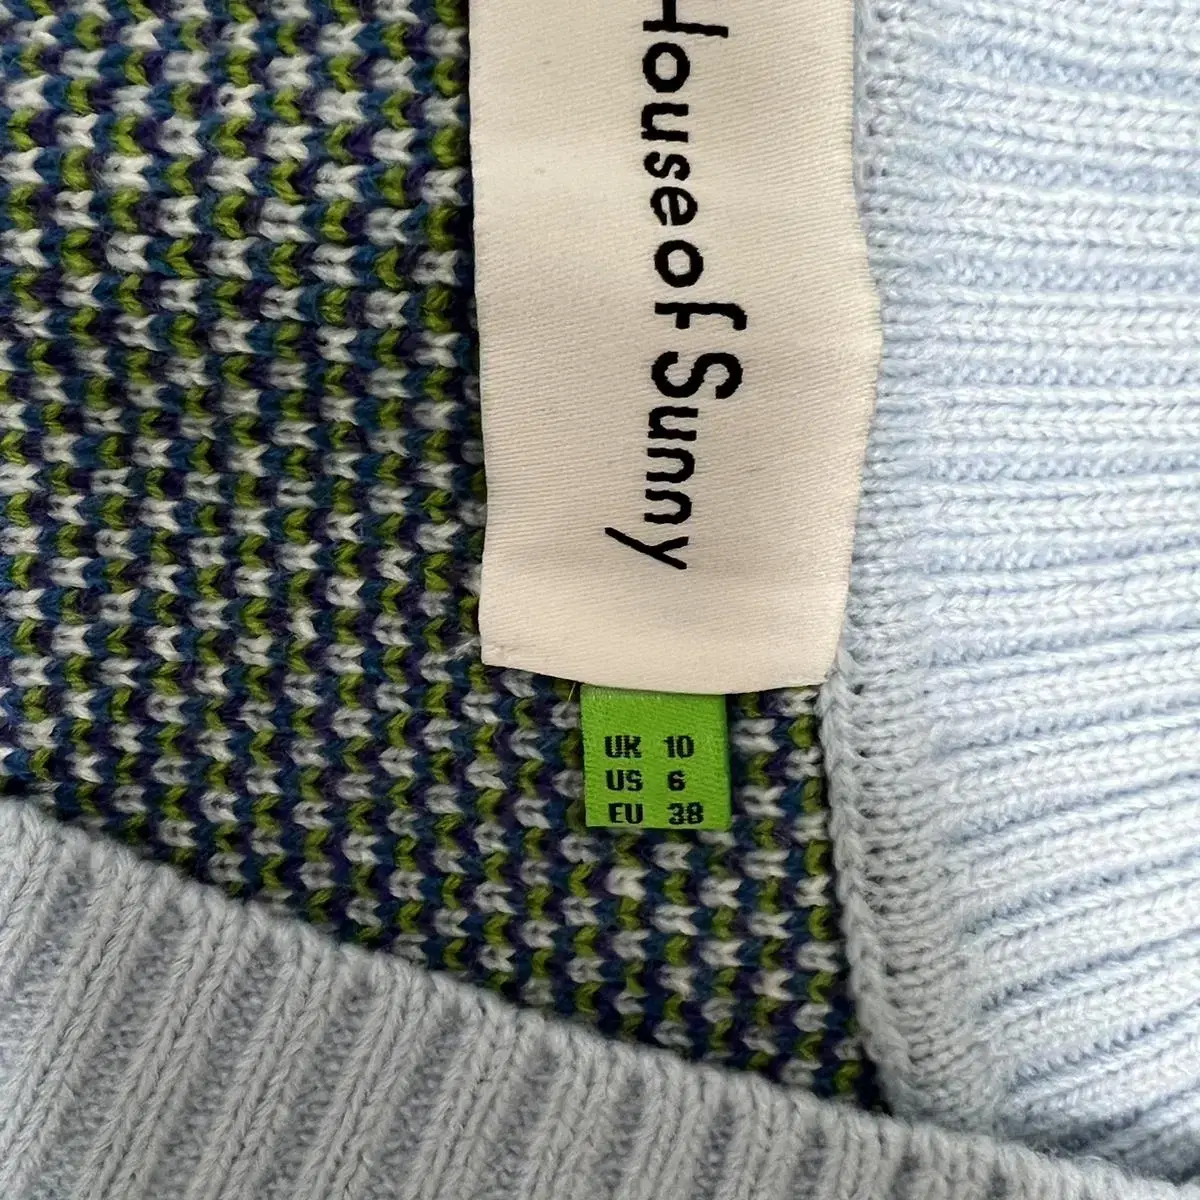 House of Sunny
UK 10
US 6
EU 38